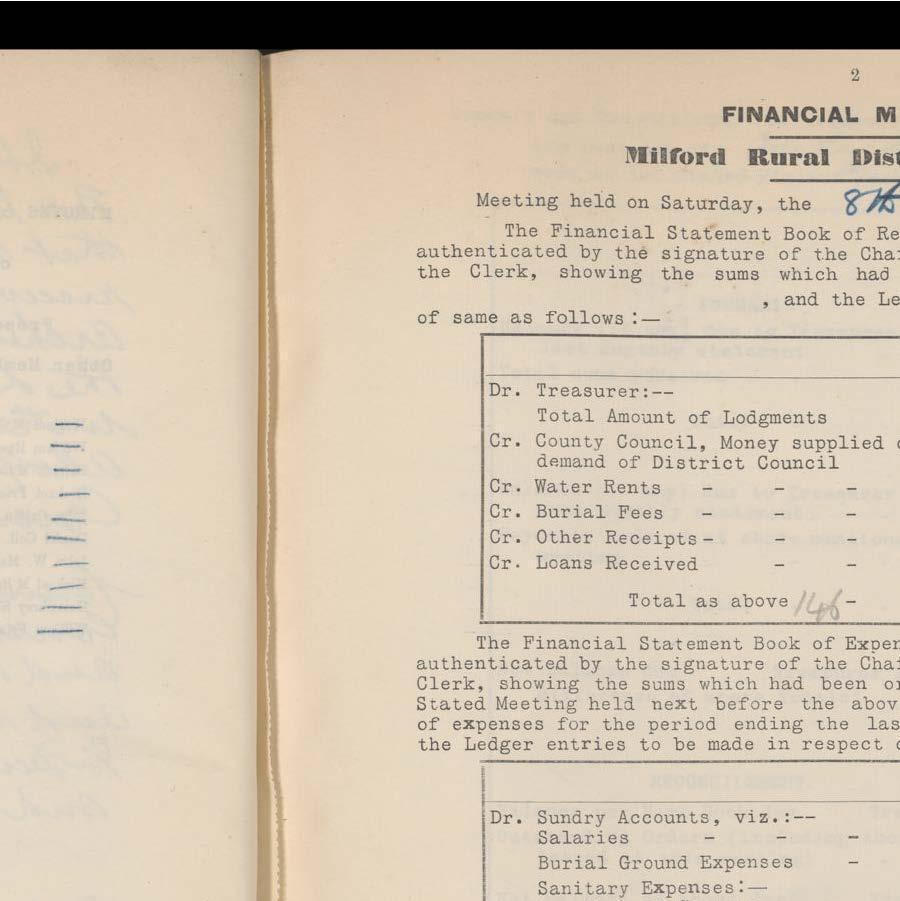 2
FINANCIAL M
Milford Rural Dist
Meeting held on Saturday, the 8th
The Financial Statement Book of Re
authenticated by the signature of the Chai
the Clerk, showing the sums which had
, and the Le
of same as follows:—
Dr. Treasurer:--
Total Amount of Lodgments
Cr. County Council, Money supplied o
demand of District Council
Cr. Water Rents - - -
Cr. Burial Fees - - -
Cr. Other Receipts - - -
Cr. Loans Received - -
Total as above 146 -
The Financial Statement Book of Expen
authenticated by the signature of the Chai
Clerk, showing the sums which had been or
Stated Meeting held next before the abov
of expenses for the period ending the las
the Ledger entries to be made in respect o
Dr. Sundry Accounts, viz.:--
Salaries - - -
Burial Ground Expenses -
Sanitary Expenses:—